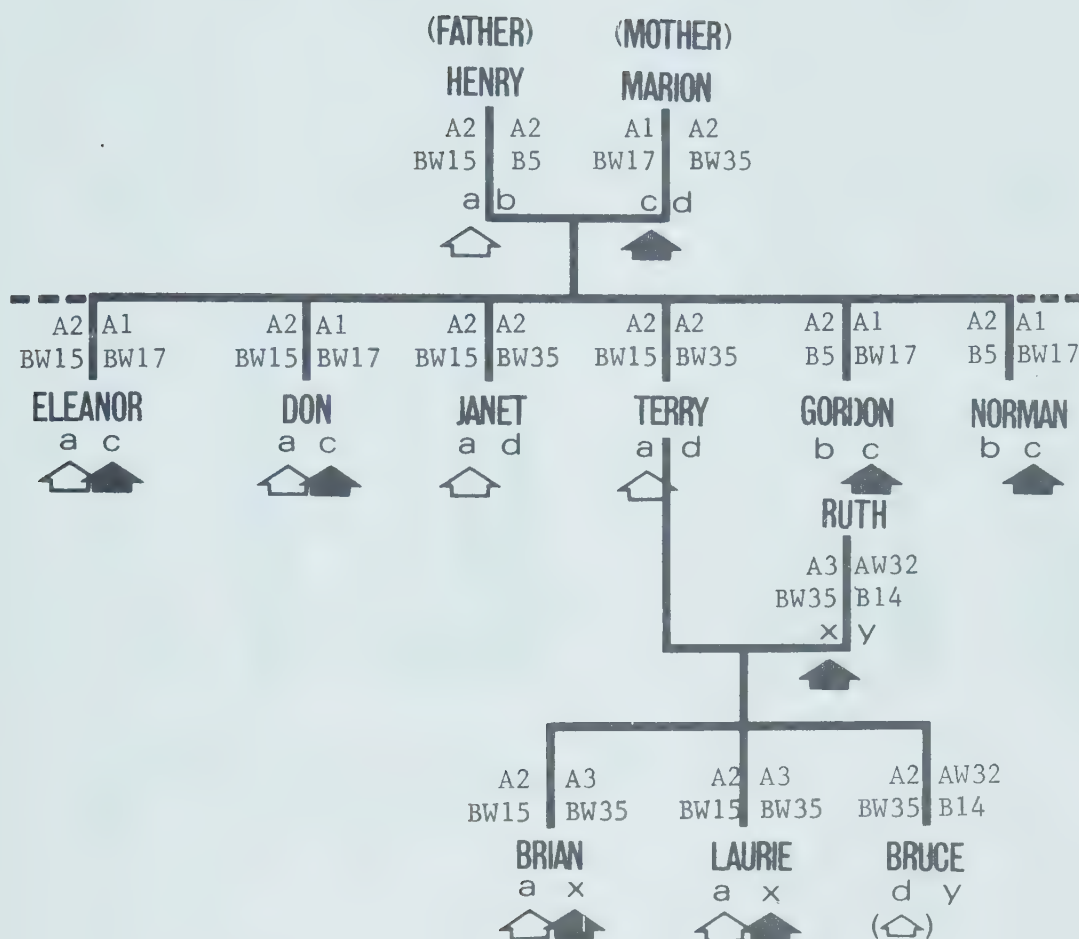 (FATHER) (MOTHER)
HENRY MARION
A2 A2 A1 A2
BW15 B5 BW17 BW35
a b c d
A2 A1 A2 A1 A2 A2 A2 A2 A2 A1 A2 A1
BW15 BW17 BW15 BW17 BW15 BW35 BW15 BW35 B5 BW17 B5 BW17
ELEANOR DON JANET TERRY GORDON NORMAN
a c a c a d a d b c b c
RUTH
A3 AW32
BW35 B14
x y
A2 A3 A2 A3 A2 AW32
BW15 BW35 BW15 BW35 BW35 B14
BRIAN LAURIE BRUCE
a x a x d y
( )